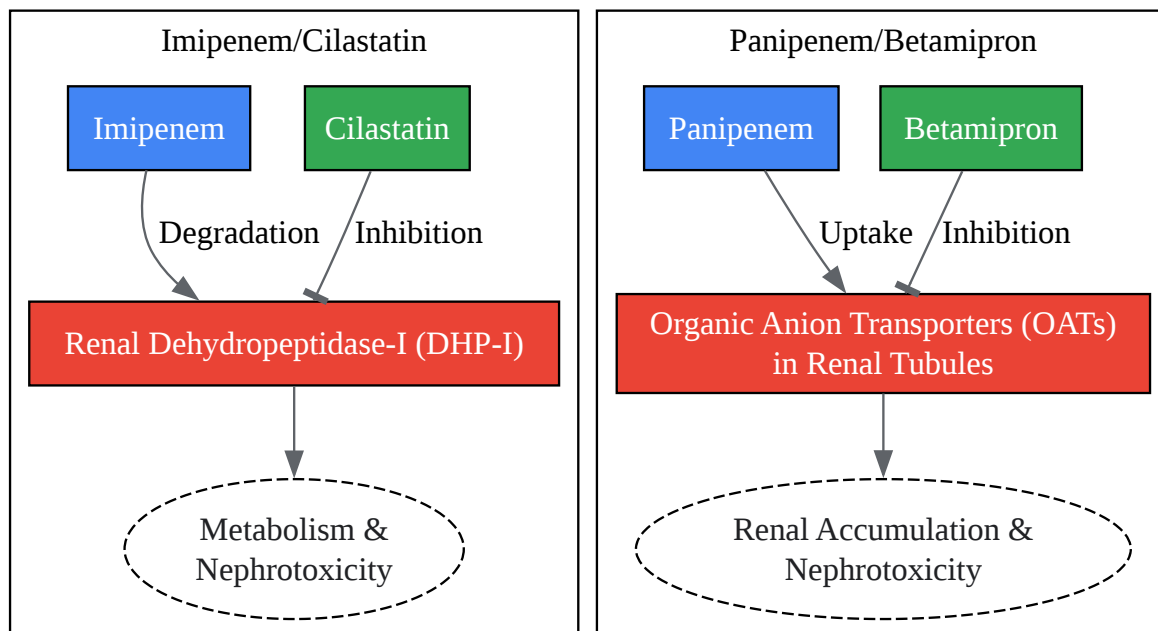 Imipenem/Cilastatin
Imipenem
Cilastatin
Degradation
Inhibition
Renal Dehydropeptidase-I (DHP-I)
Metabolism &
Nephrotoxicity
Panipenem/Betamipron
Panipenem
Betamipron
Uptake
Inhibition
Organic Anion Transporters (OATs)
in Renal Tubules
Renal Accumulation &
Nephrotoxicity